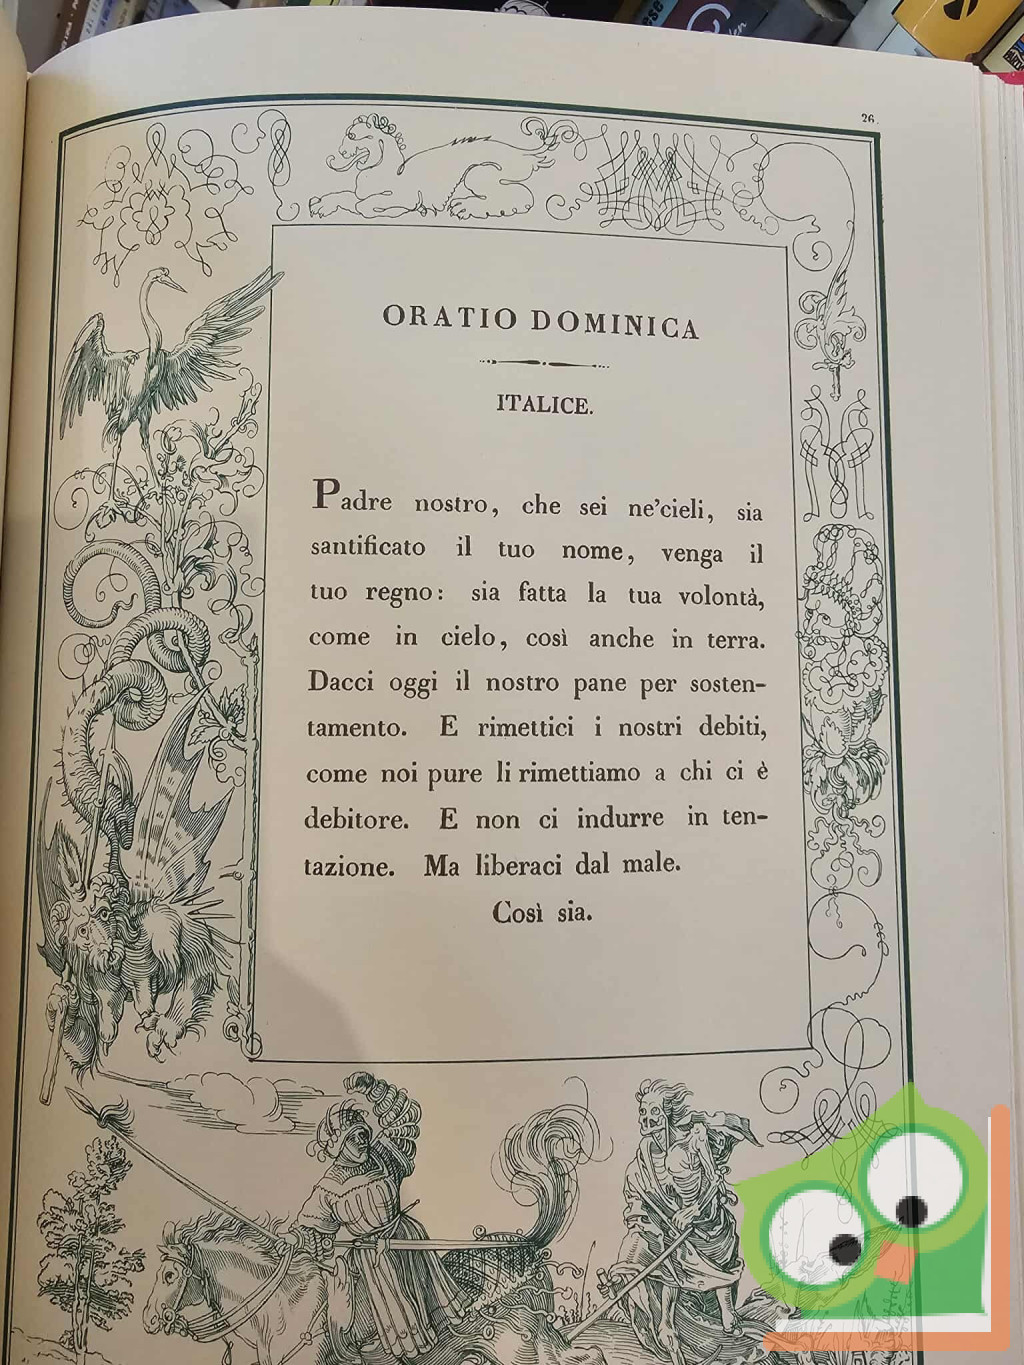 26.
ORATIO DOMINICA
ITALICE.
Padre nostro, che sei ne'cieli, sia
santificato il tuo nome, venga il
tuo regno: sia fatta la tua volontà,
come in cielo, così anche in terra.
Dacci oggi il nostro pane per sosten-
tamento. E rimettici i nostri debiti,
come noi pure li rimettiamo a chi ci è
debitore. E non ci indurre in ten-
tazione. Ma liberaci dal male.
Così sia.